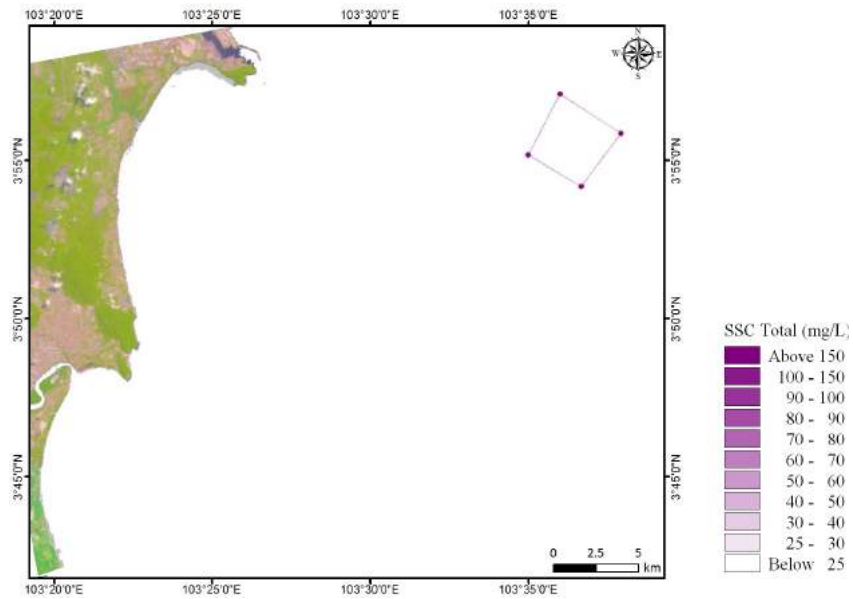 103°20'0"E 103°25'0"E 103°30'0"E 103°35'0"E
N
W E
S
3°55'0"N 3°55'0"N
3°50'0"N 3°50'0"N
3°45'0"N 3°45'0"N
0 2.5 5
km
103°20'0"E 103°25'0"E 103°30'0"E 103°35'0"E
SSC Total (mg/L)
Above 150
100 - 150
90 - 100
80 - 90
70 - 80
60 - 70
50 - 60
40 - 50
30 - 40
25 - 30
Below 25